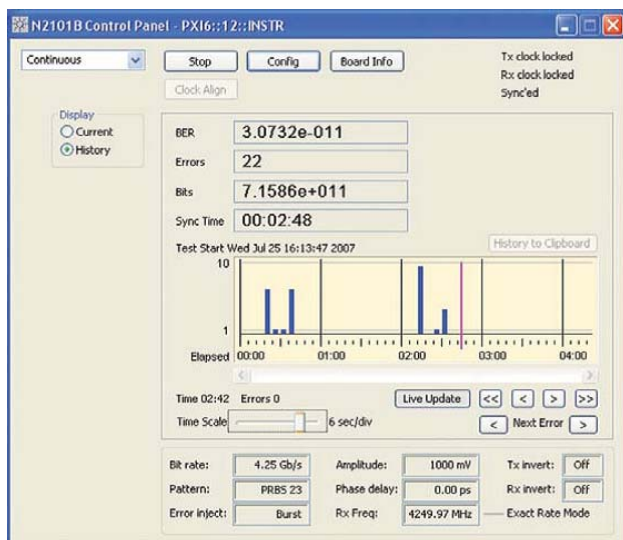 N2101B Control Panel - PXI6::12::INSTR
Continuous
Stop
Config
Board Info
Tx clock locked
Rx clock locked
Sync'ed
Clock Align
Display
Current
History
BER 3.0732e-011
Errors 22
Bits 7.1586e+011
Sync Time 00:02:48
Test Start Wed Jul 25 16:13:47 2007
History to Clipboard
10
1
Elapsed 00:00 01:00 02:00 03:00 04:00
Time 02:42 Errors 0
Live Update << < > >>
Time Scale 6 sec/div
< Next Error >
Bit rate: 4.25 Gb/s Amplitude: 1000 mV Tx invert: Off
Pattern: PRBS 23 Phase delay: 0.00 ps Rx invert: Off
Error inject: Burst Rx Freq: 4249.97 MHz Exact Rate Mode